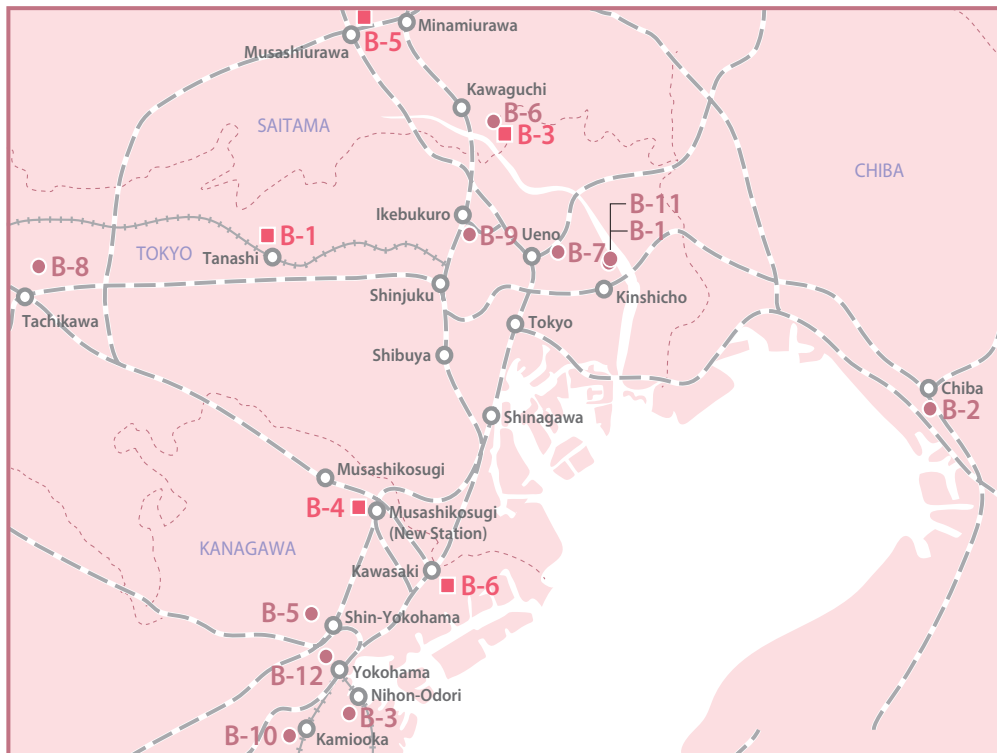 Minamiurawa
Musashiurawa
B-5
Kawaguchi
B-6
B-3
SAITAMA
CHIBA
B-11
B-1
Ikebukuro
B-9
Ueno
B-7
B-1
TOKYO
Tanashi
B-8
Shinjuku
Kinshicho
Tachikawa
Tokyo
Shibuya
Chiba
B-2
Shinagawa
Musashikosugi
B-4
Musashikosugi
(New Station)
KANAGAWA
Kawasaki
B-6
B-5
Shin-Yokohama
B-12
Yokohama
Nihon-Odori
B-3
B-10
Kamiooka